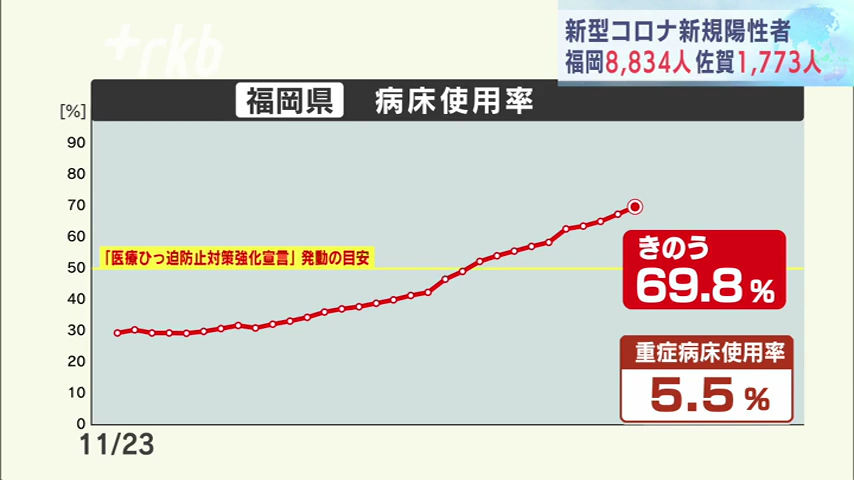 +rkb
新型コロナ新規陽性者
福岡8,834人佐賀1,773人
福岡県 病床使用率
[%]
90
80
70
60
50
40
30
20
10
0
「医療ひっ迫防止対策強化宣言」発動の目安
きのう
69.8%
重症病床使用率
5.5%
11/23